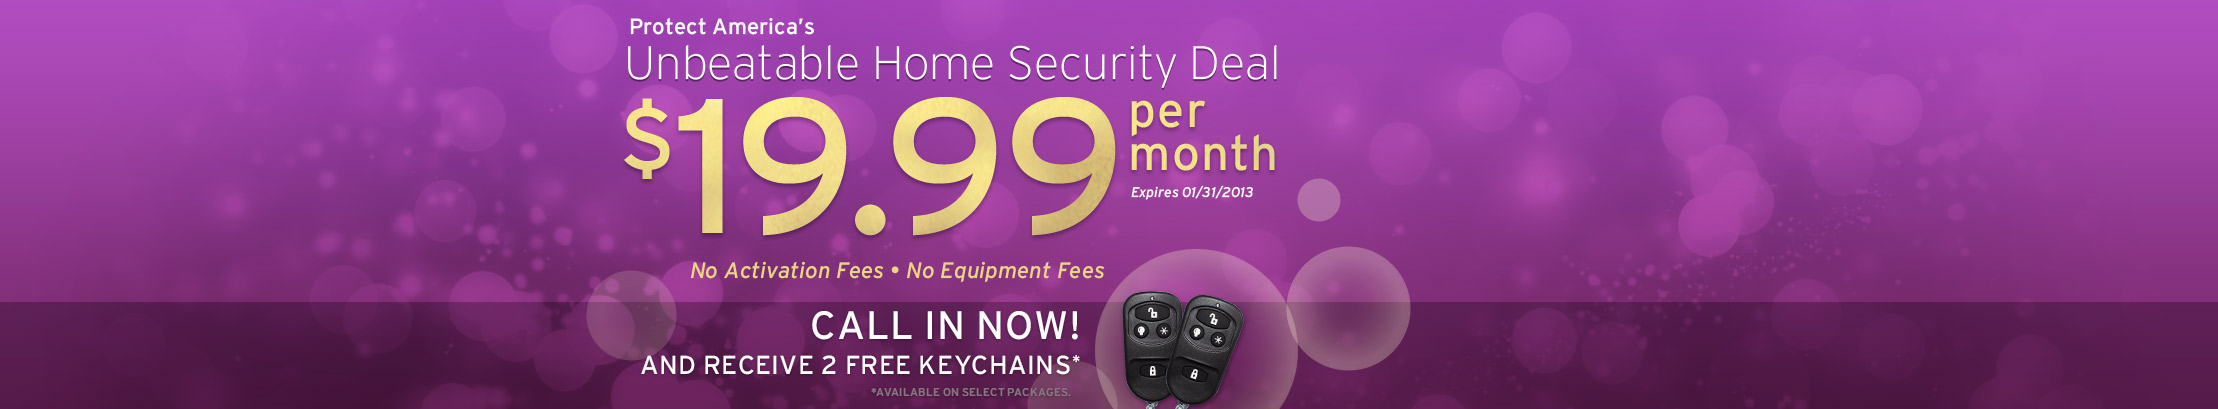 Protect America's
Unbeatable Home Security Deal
$19.99 per month
Expires 01/31/2013
No Activation Fees • No Equipment Fees
CALL IN NOW!
AND RECEIVE 2 FREE KEYCHAINS*
*AVAILABLE ON SELECT PACKAGES.